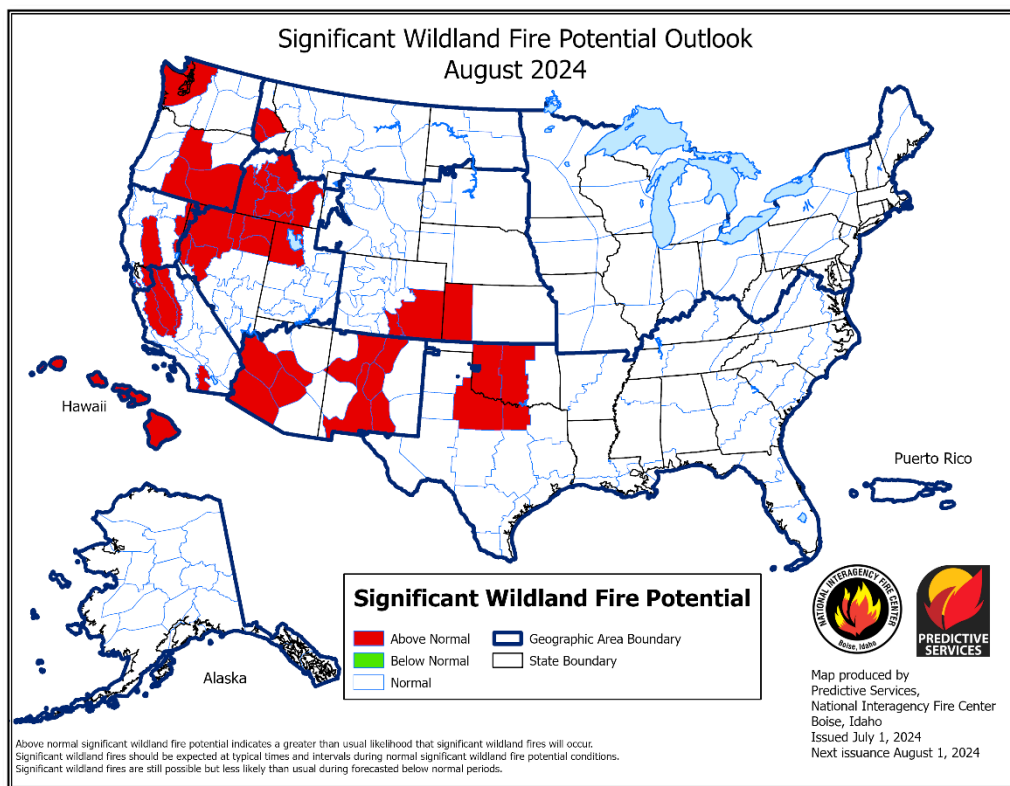 Significant Wildland Fire Potential Outlook
August 2024
Hawaii
Puerto Rico
Alaska
Significant Wildland Fire Potential
Above Normal
Below Normal
Normal
Geographic Area Boundary
State Boundary
NATIONAL INTERAGENCY FIRE CENTER
Boise, Idaho
PREDICTIVE
SERVICES
Map produced by
Predictive Services,
National Interagency Fire Center
Boise, Idaho
Issued July 1, 2024
Next issuance August 1, 2024
Above normal significant wildland fire potential indicates a greater than usual likelihood that significant wildland fires will occur.
Significant wildland fires should be expected at typical times and intervals during normal significant wildland fire potential conditions.
Significant wildland fires are still possible but less likely than usual during forecasted below normal periods.